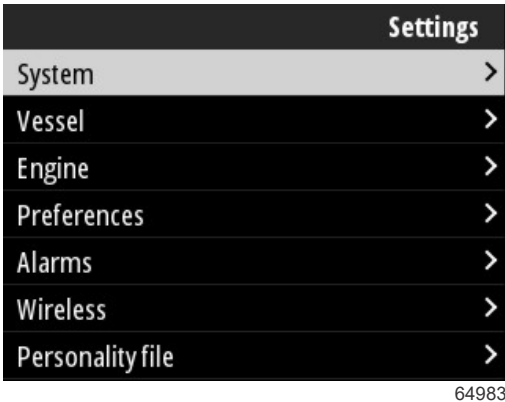 Settings
System
Vessel
Engine
Preferences
Alarms
Wireless
Personality file
64983